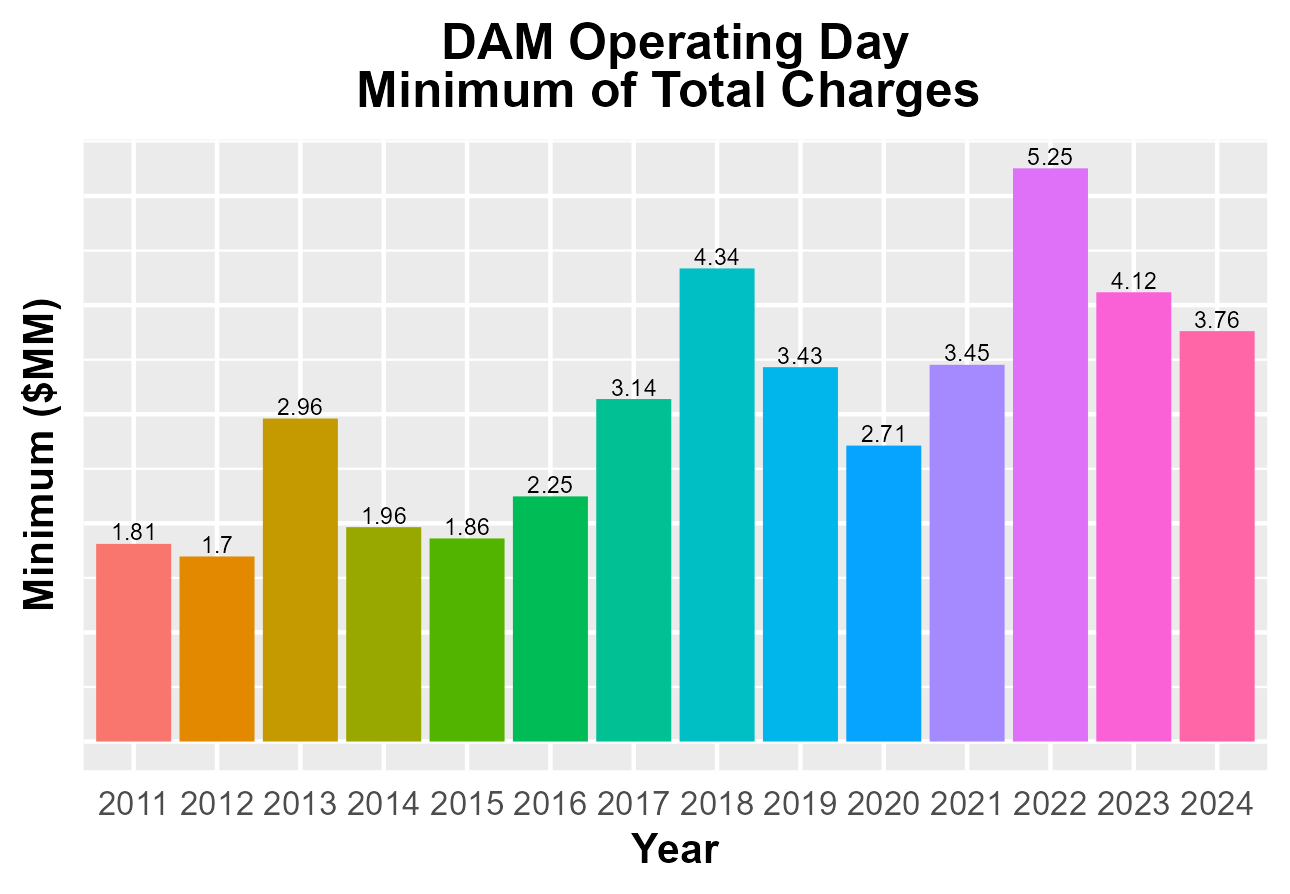 DAM Operating Day
Minimum of Total Charges
Minimum ($MM)
1.81
1.7
2.96
1.96
1.86
2.25
3.14
4.34
3.43
2.71
3.45
5.25
4.12
3.76
2011 2012 2013 2014 2015 2016 2017 2018 2019 2020 2021 2022 2023 2024
Year